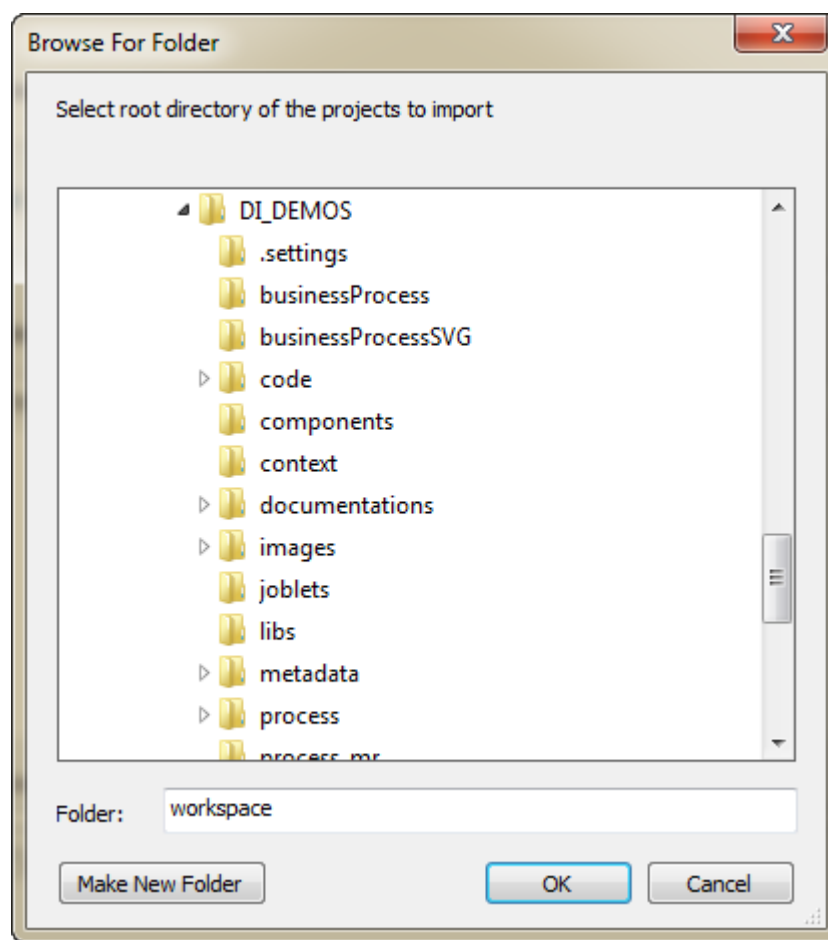 Browse For Folder
Select root directory of the projects to import
DI_DEMOS
.settings
businessProcess
businessProcessSVG
code
components
context
documentations
images
joblets
libs
metadata
process
process_mr
Folder: workspace
Make New Folder OK Cancel